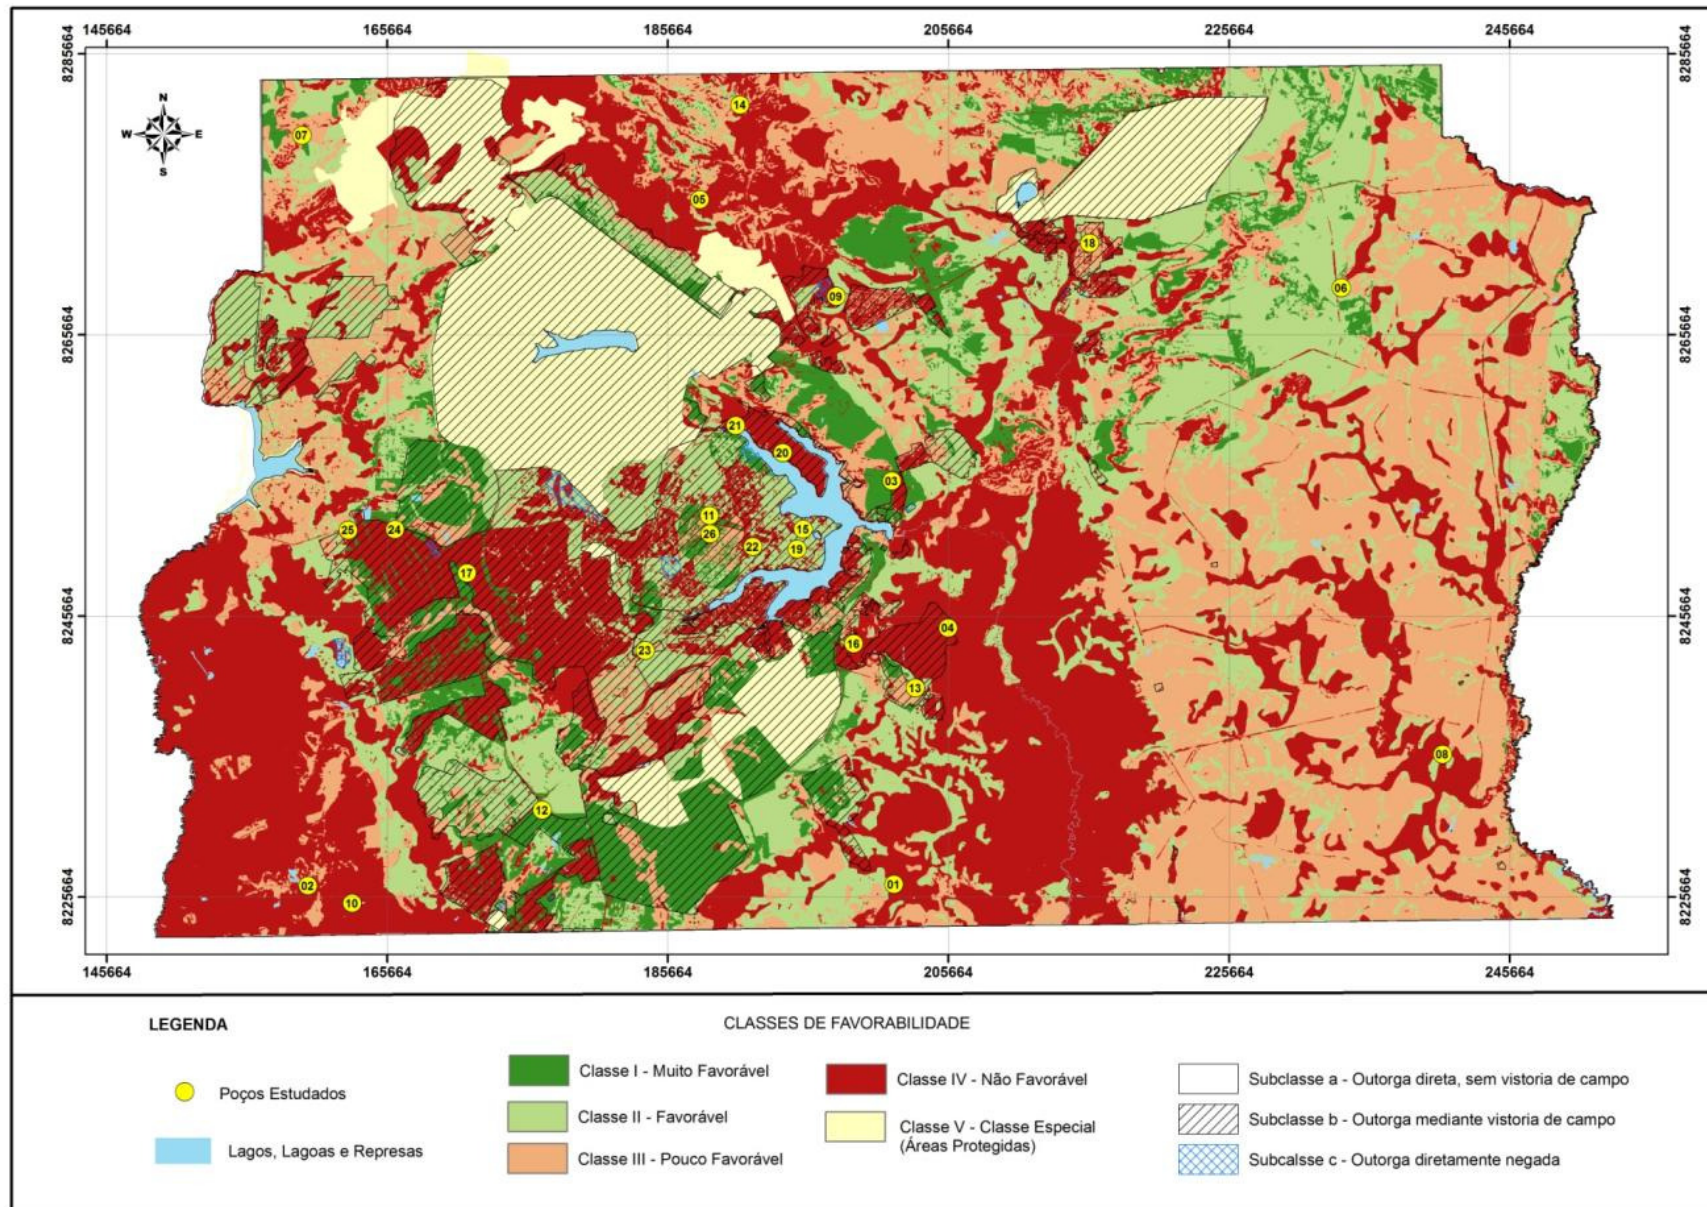 145664 165664 185664 205664 225664 245664
8285664 8285664
N
W E
S
14
07
05
18
06
09
8265664 8265664
21
20
03
11
25 24 26 15
22 19
17
8245664 8245664
04
16
23
13
08
12
02 01
10
8225664 8225664
145664 165664 185664 205664 225664 245664
LEGENDA
CLASSES DE FAVORABILIDADE
Poços Estudados
Lagos, Lagoas e Represas
Classe I - Muito Favorável
Classe II - Favorável
Classe III - Pouco Favorável
Classe IV - Não Favorável
Classe V - Classe Especial
(Áreas Protegidas)
Subclasse a - Outorga direta, sem vistoria de campo
Subclasse b - Outorga mediante vistoria de campo
Subcalsse c - Outorga diretamente negada